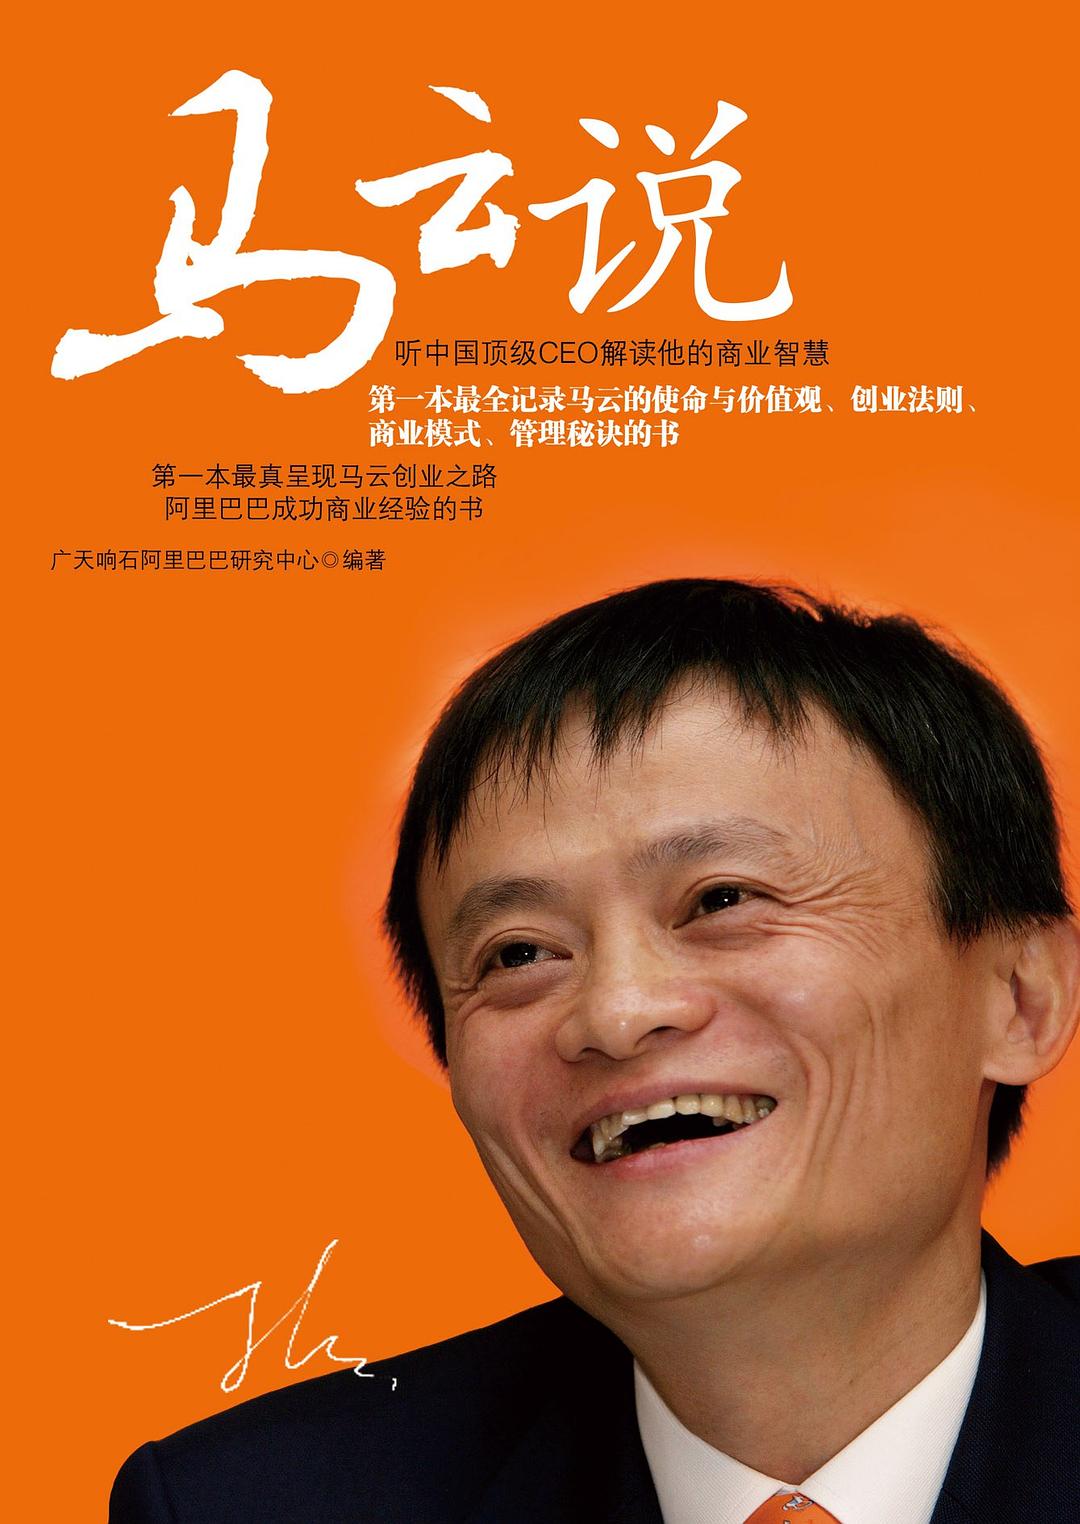 马云说
听中国顶级CEO解读他的商业智慧
第一本最全记录马云的使命与价值观、创业法则、
商业模式、管理秘诀的书
第一本最真呈现马云创业之路
阿里巴巴成功商业经验的书
广天响石阿里巴巴研究中心◎编著